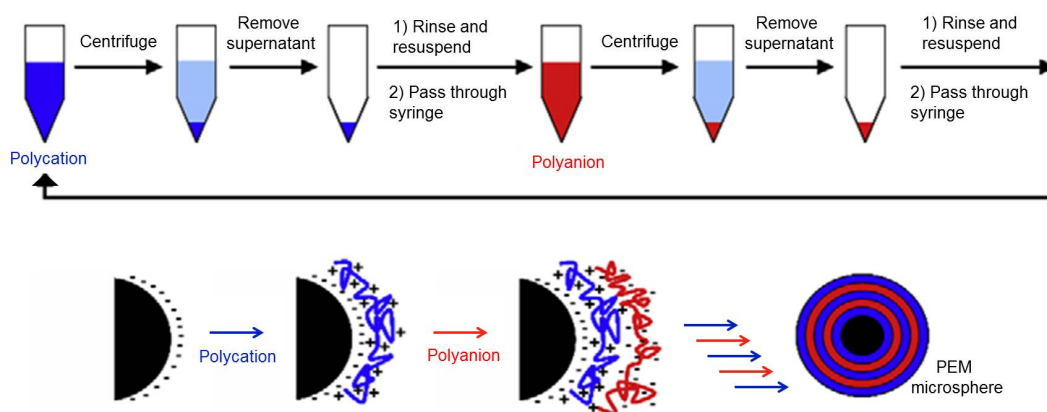 Centrifuge
Remove
supernatant
1) Rinse and
resuspend
2) Pass through
syringe
Centrifuge
Remove
supernatant
1) Rinse and
resuspend
2) Pass through
syringe
Polycation
Polyanion
Polycation
Polyanion
PEM
microsphere